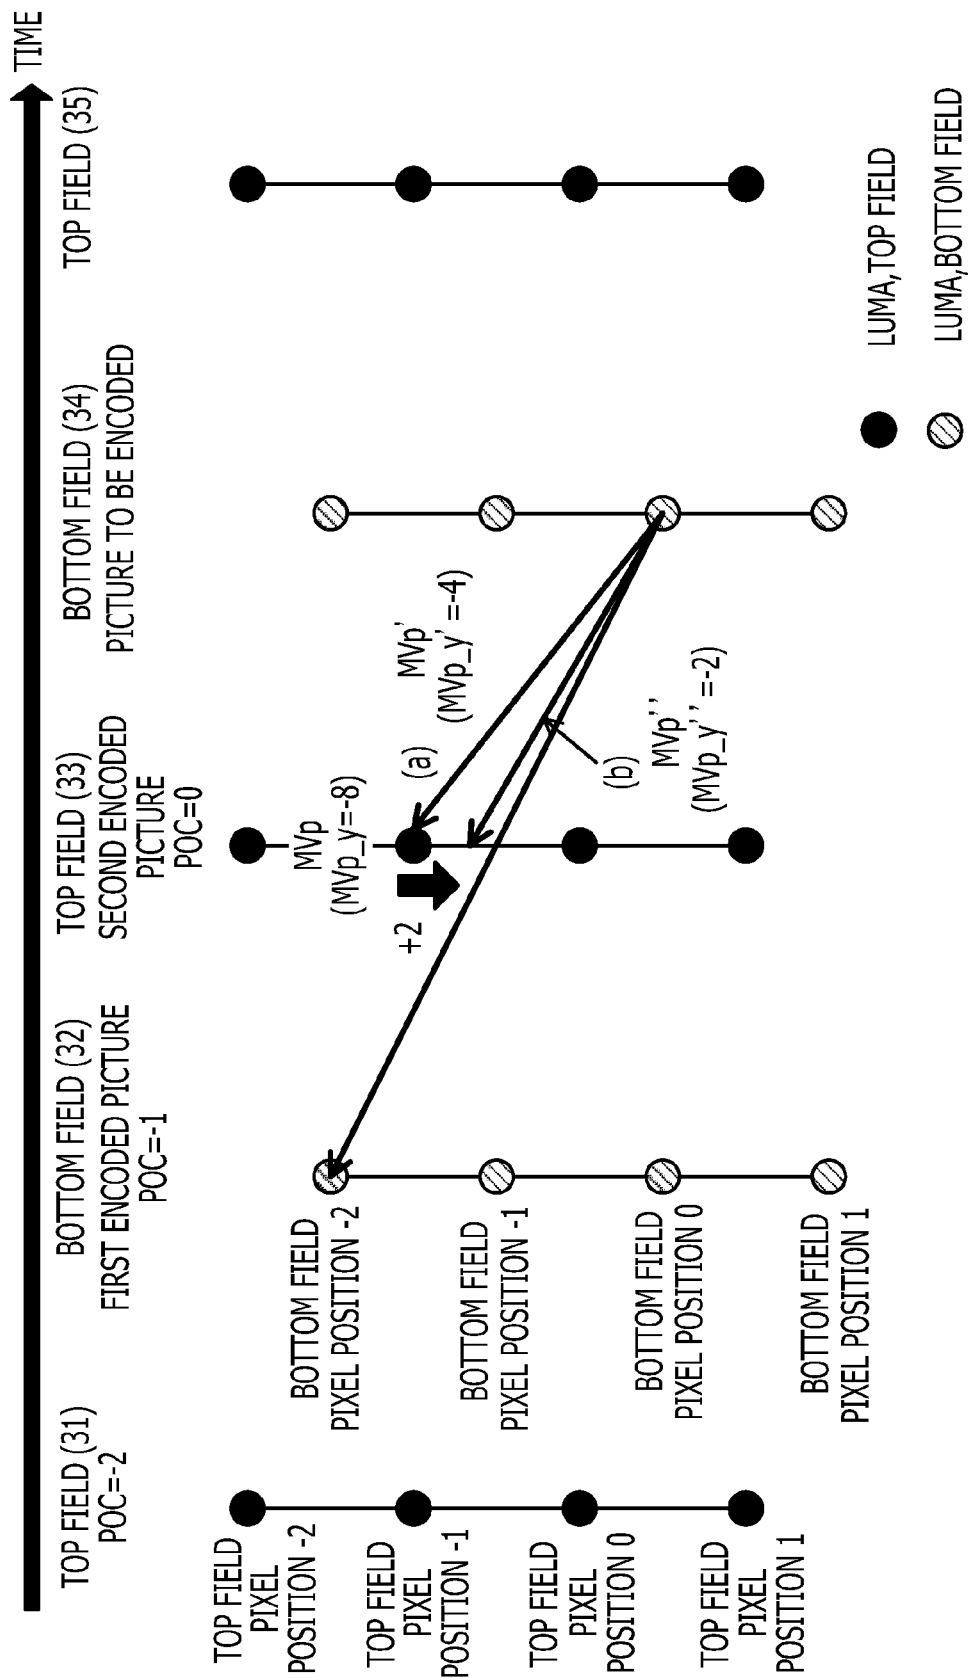 TIME
TOP FIELD (31)
POC=-2
BOTTOM FIELD (32)
FIRST ENCODED PICTURE
POC=-1
TOP FIELD (33)
SECOND ENCODED
PICTURE
POC=0
BOTTOM FIELD (34)
PICTURE TO BE ENCODED
TOP FIELD (35)
TOP FIELD
PIXEL
POSITION -2
TOP FIELD
PIXEL
POSITION -1
TOP FIELD
PIXEL
POSITION 0
TOP FIELD
PIXEL
POSITION 1
BOTTOM FIELD
PIXEL POSITION -2
BOTTOM FIELD
PIXEL POSITION -1
BOTTOM FIELD
PIXEL POSITION 0
BOTTOM FIELD
PIXEL POSITION 1
MVp
(MVp_y=-8)
+2
(a)
MVp'
(MVp_y' =-4)
(b)
MVp''
(MVp_y'' =-2)
LUMA,TOP FIELD
LUMA,BOTTOM FIELD